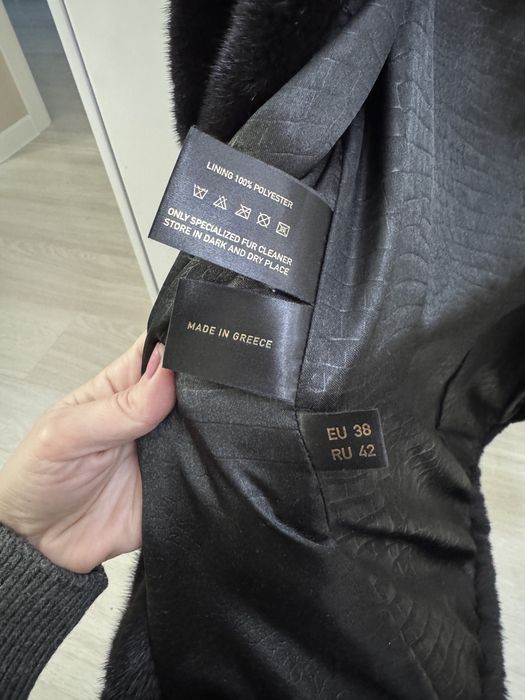 LINING 100% POLYESTER
ONLY SPECIALIZED FUR CLEANER
STORE IN DARK AND DRY PLACE
MADE IN GREECE
EU 38
RU 42